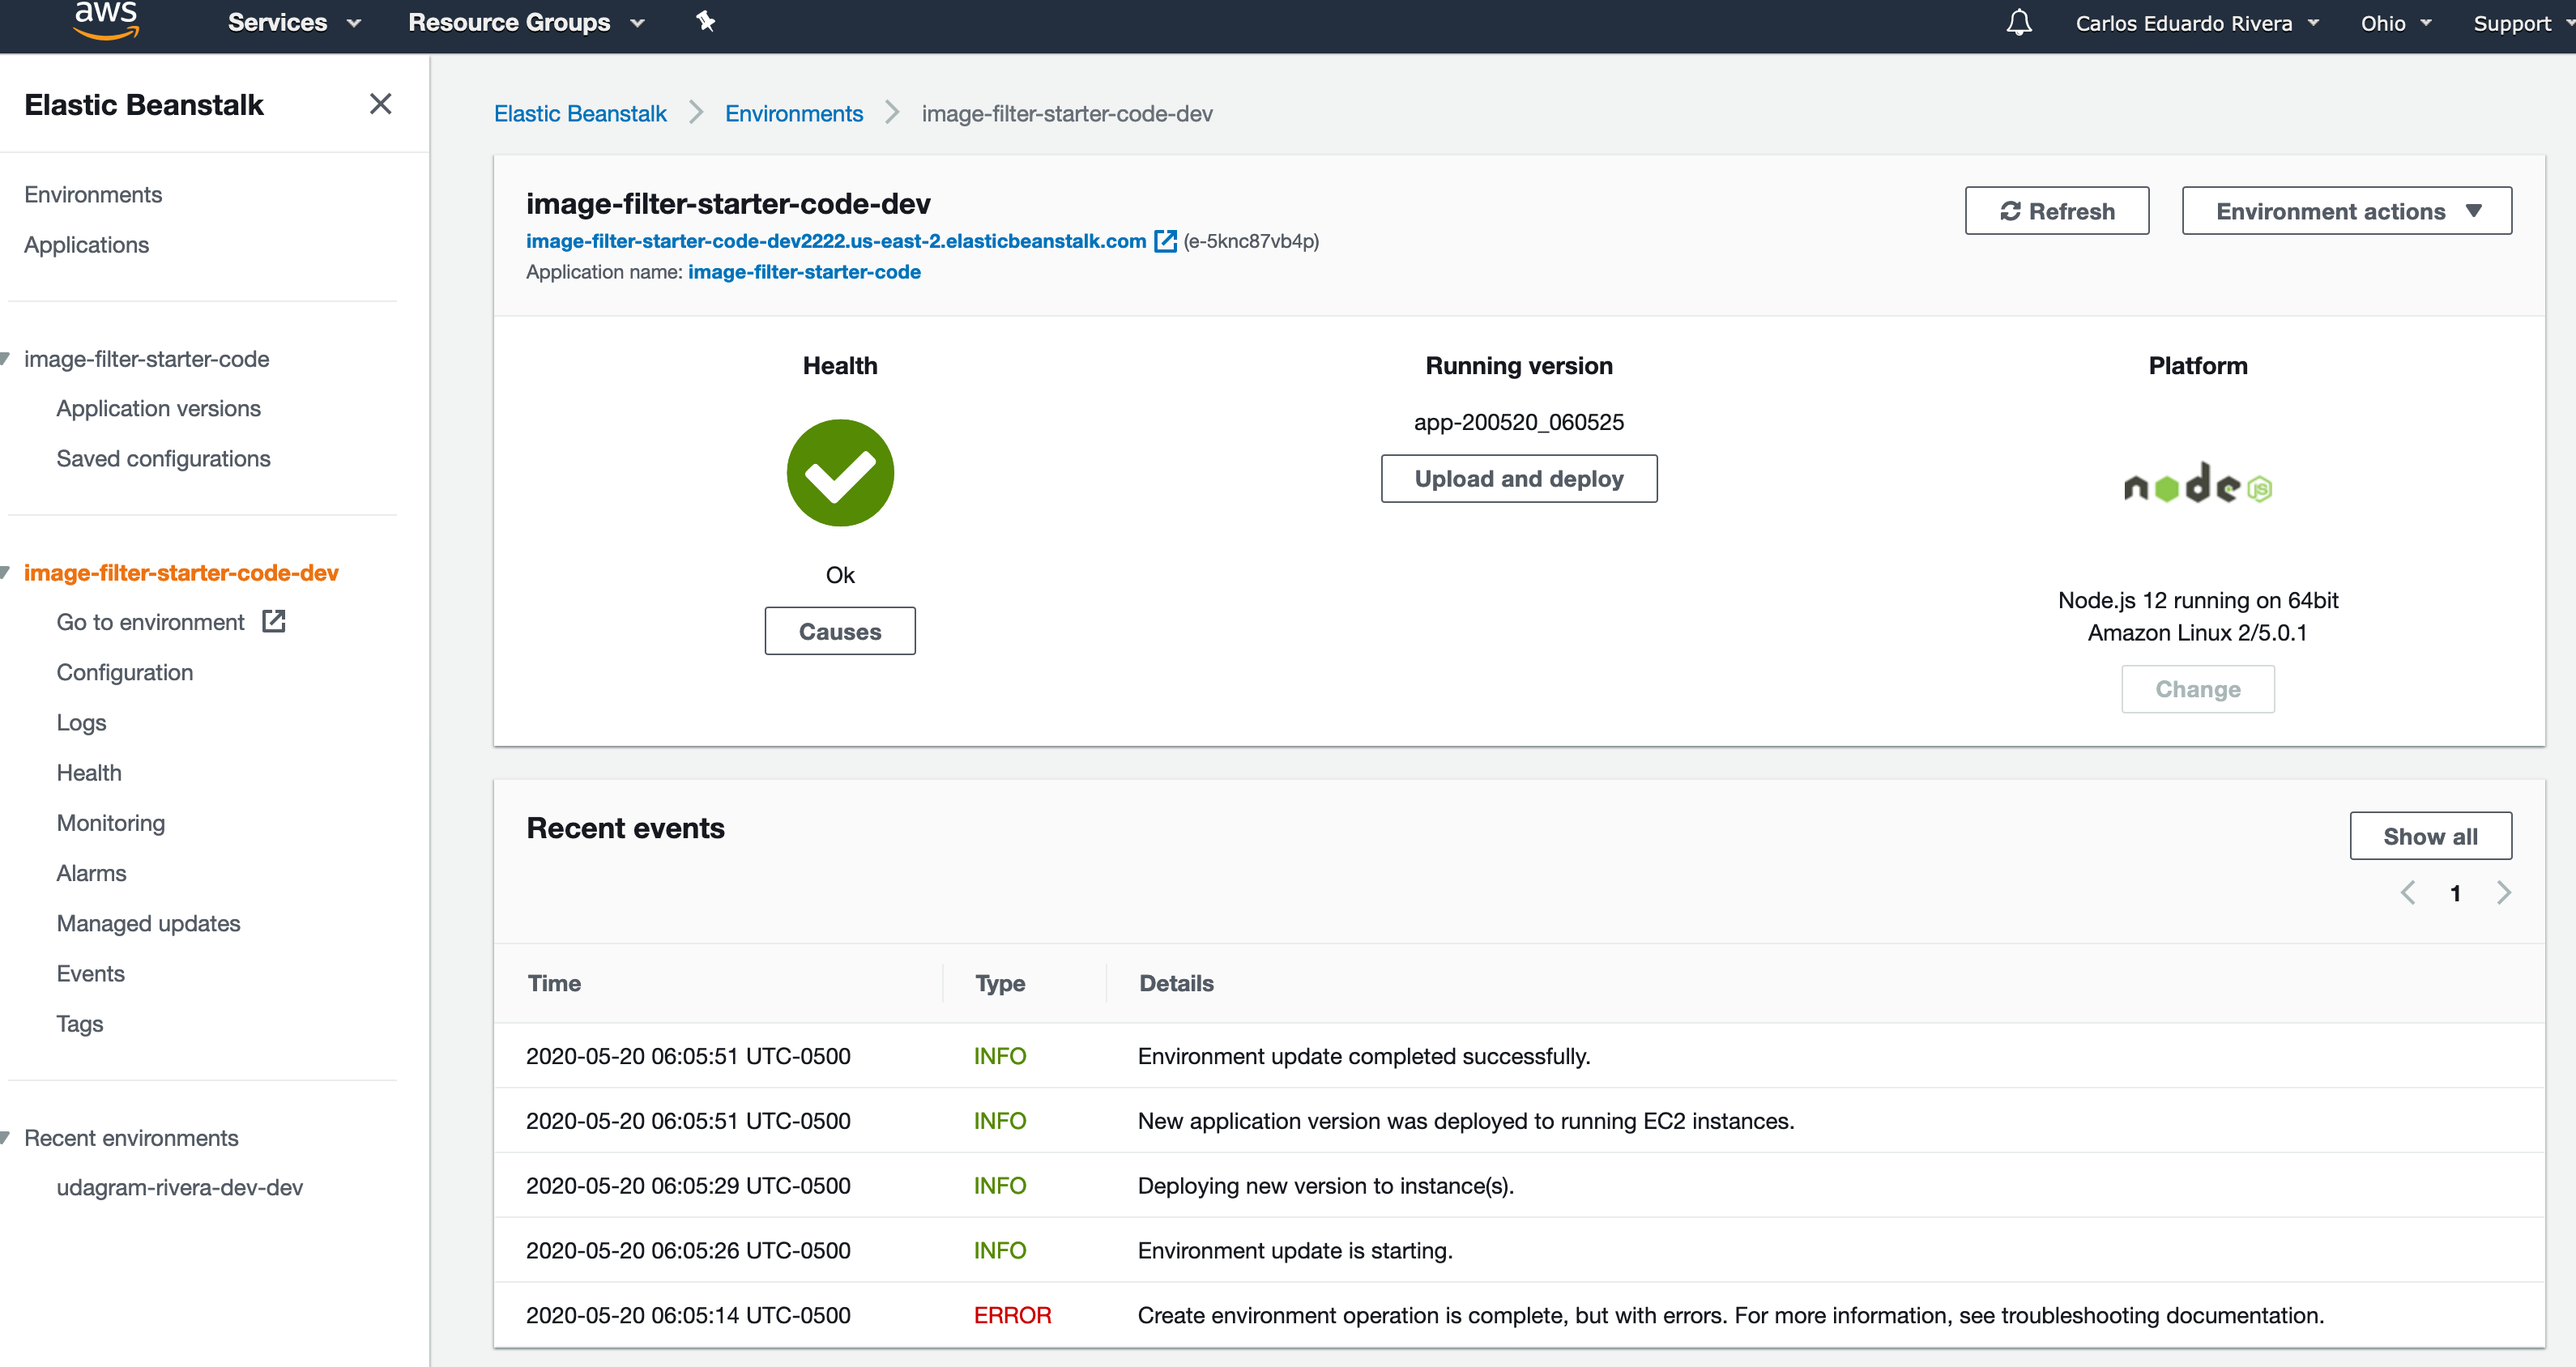 aws
Services
Resource Groups
Carlos Eduardo Rivera
Ohio
Support
Elastic Beanstalk
Environments
Applications
image-filter-starter-code
Application versions
Saved configurations
image-filter-starter-code-dev
Go to environment
Configuration
Logs
Health
Monitoring
Alarms
Managed updates
Events
Tags
Recent environments
udagram-rivera-dev-dev
Elastic Beanstalk Environments image-filter-starter-code-dev
image-filter-starter-code-dev
image-filter-starter-code-dev2222.us-east-2.elasticbeanstalk.com (e-5knc87vb4p)
Application name: image-filter-starter-code
Refresh
Environment actions
Health
Ok
Causes
Running version
app-200520_060525
Upload and deploy
Platform
node JS
Node.js 12 running on 64bit
Amazon Linux 2/5.0.1
Change
Recent events
Show all
1
Time Type Details
2020-05-20 06:05:51 UTC-0500 INFO Environment update completed successfully.
2020-05-20 06:05:51 UTC-0500 INFO New application version was deployed to running EC2 instances.
2020-05-20 06:05:29 UTC-0500 INFO Deploying new version to instance(s).
2020-05-20 06:05:26 UTC-0500 INFO Environment update is starting.
2020-05-20 06:05:14 UTC-0500 ERROR Create environment operation is complete, but with errors. For more information, see troubleshooting documentation.